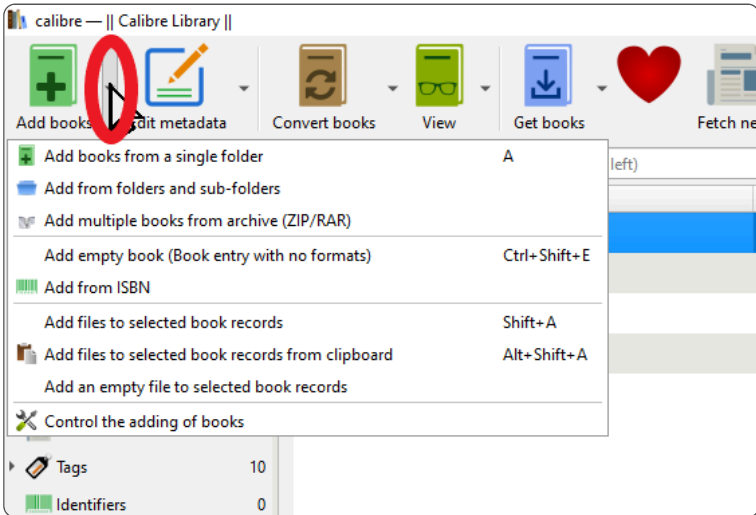 calibre — || Calibre Library ||
Add books
dit metadata
Convert books
View
Get books
Fetch ne
Add books from a single folder A
left)
Add from folders and sub-folders
Add multiple books from archive (ZIP/RAR)
Add empty book (Book entry with no formats) Ctrl+Shift+E
Add from ISBN
Add files to selected book records Shift+A
Add files to selected book records from clipboard Alt+Shift+A
Add an empty file to selected book records
Control the adding of books
Tags 10
Identifiers 0